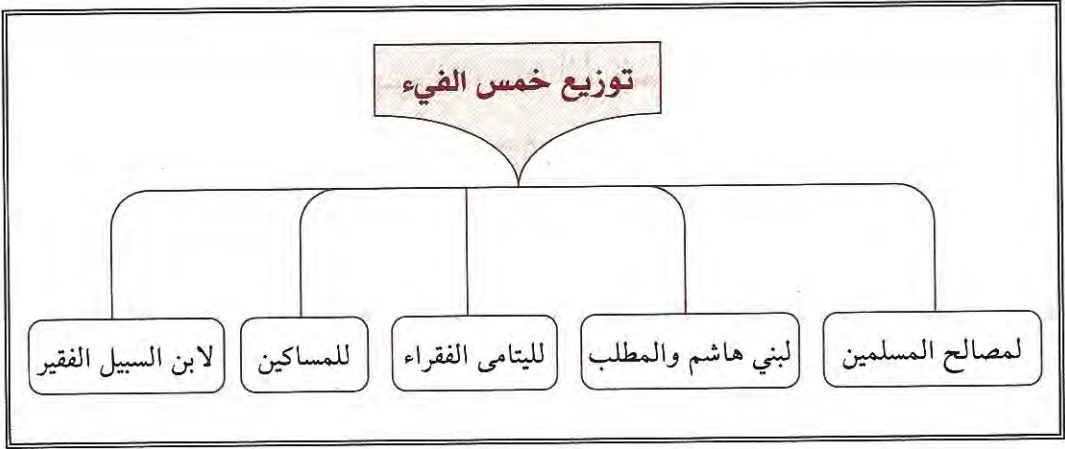 توزيع خمس الفيء
لمصالح المسلمين
لبني هاشم والمطلب
لليتامى الفقراء
للمساكين
لابن السبيل الفقير